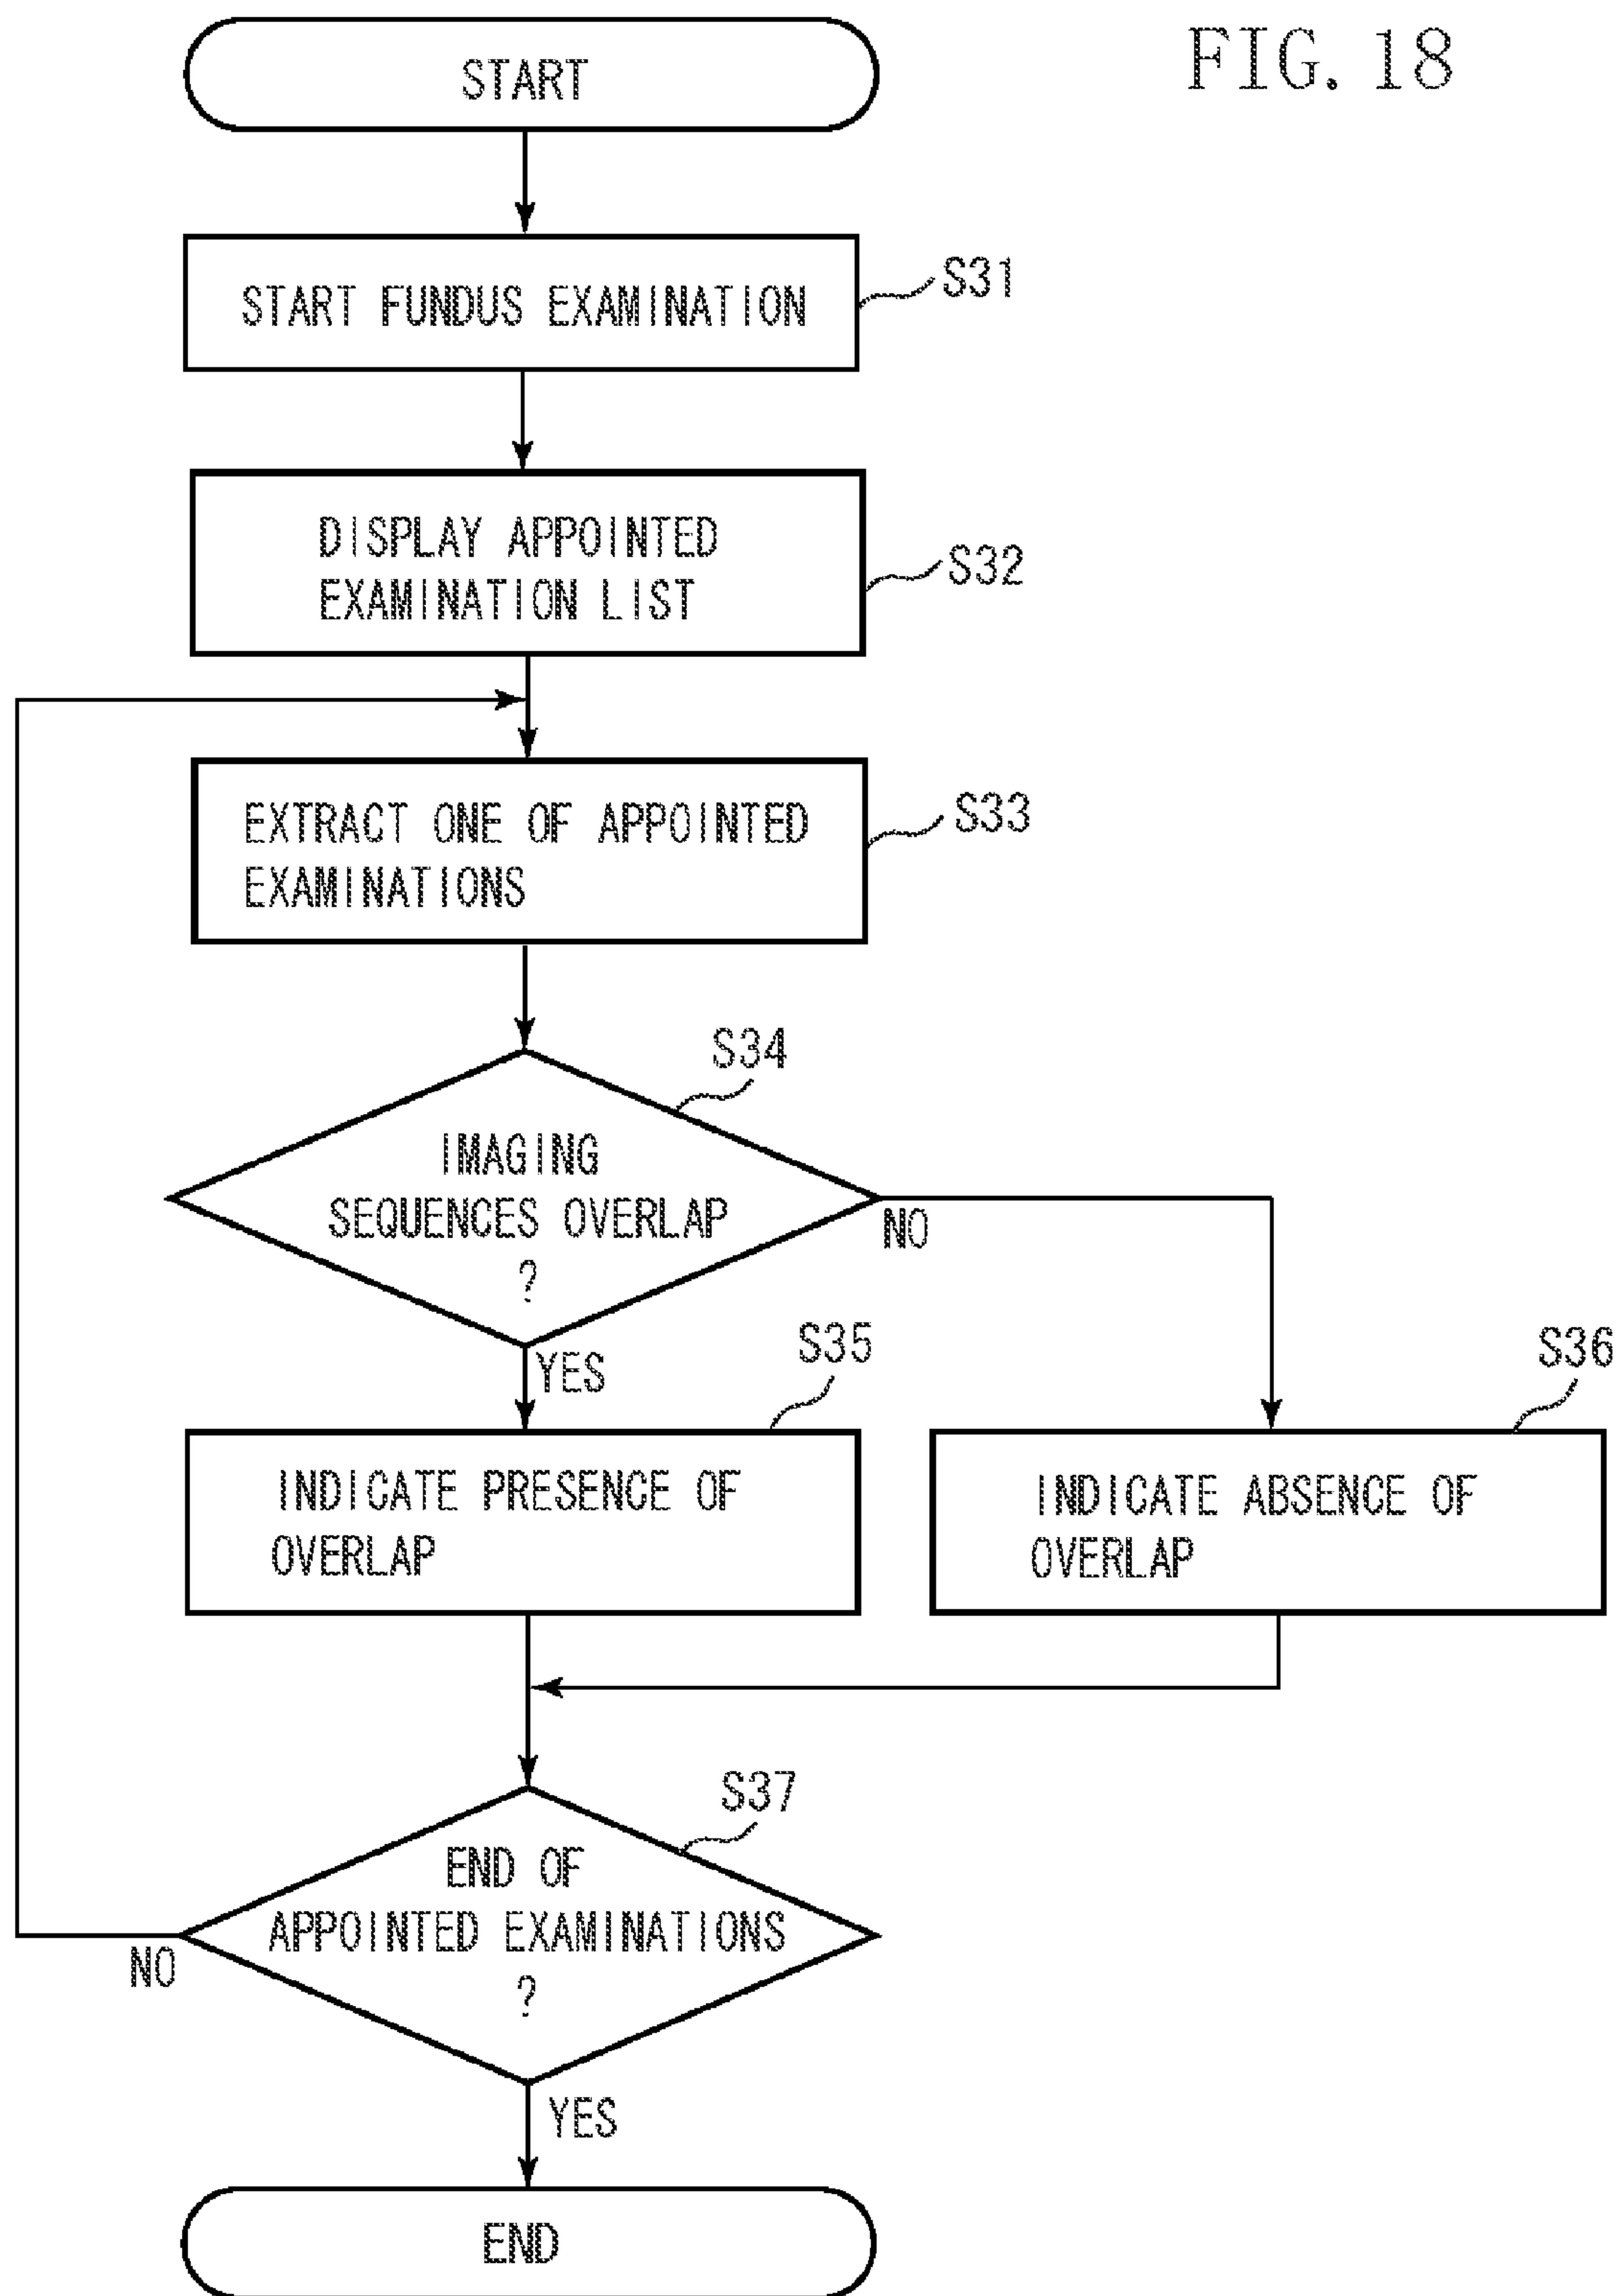 FIG. 18
START
START FUNDUS EXAMINATION
S31
DISPLAY APPOINTED
EXAMINATION LIST
S32
EXTRACT ONE OF APPOINTED
EXAMINATIONS
S33
S34
IMAGING
SEQUENCES OVERLAP
?
NO
YES
S35
INDICATE PRESENCE OF
OVERLAP
S36
INDICATE ABSENCE OF
OVERLAP
S37
END OF
APPOINTED EXAMINATIONS
?
NO
YES
END